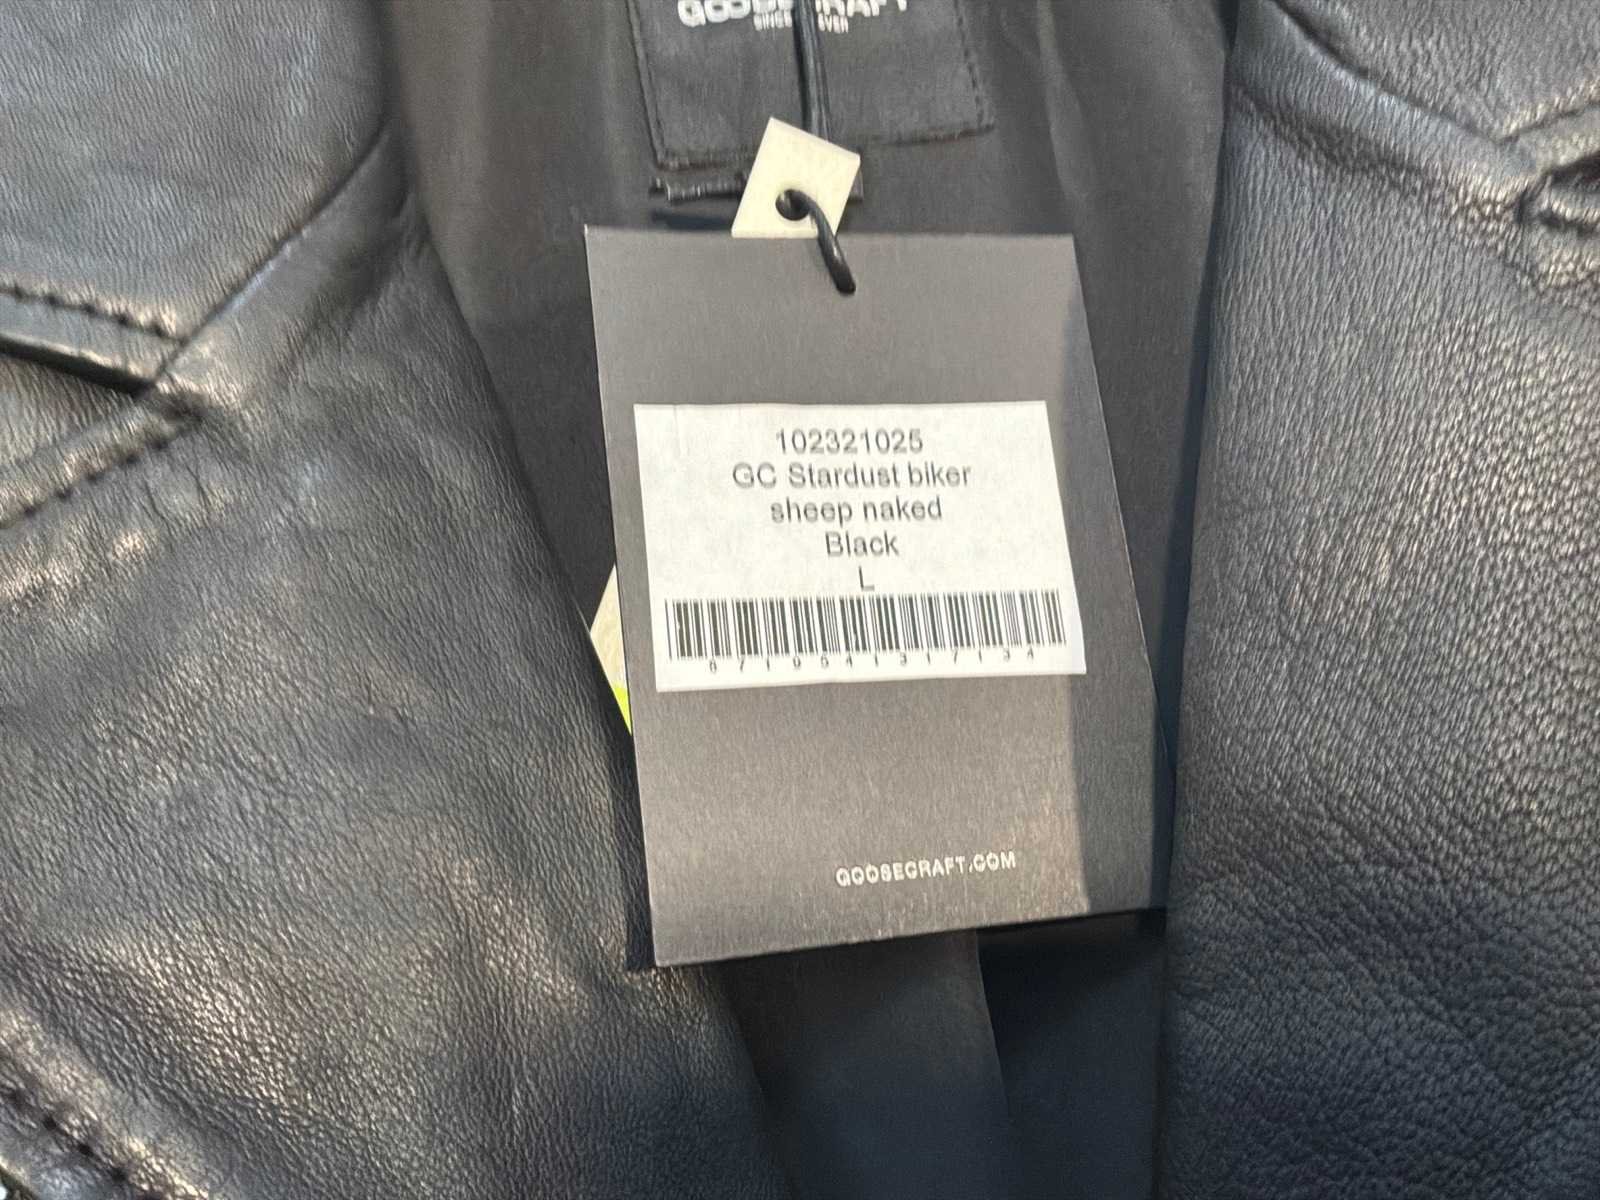 GOOSECRAFT
102321025
GC Stardust biker
sheep naked
Black
L
GOOSECRAFT.COM